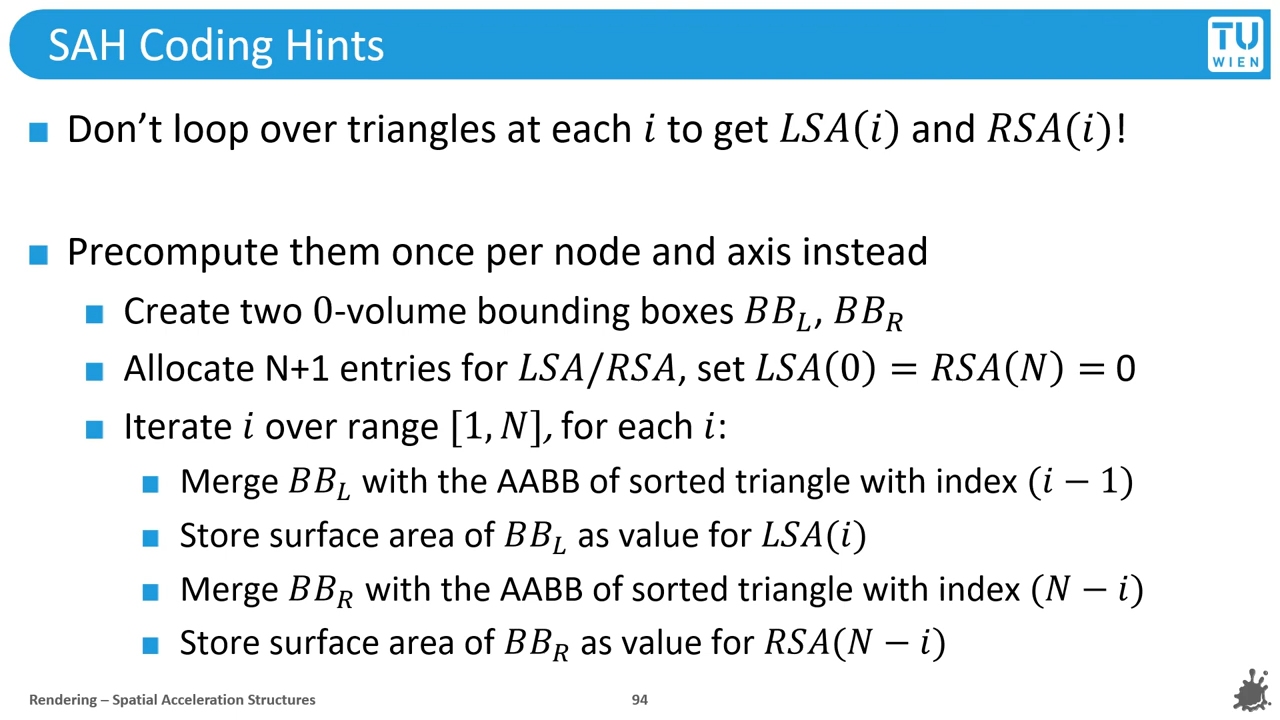 SAH Coding Hints
TU
WIEN
Don’t loop over triangles at each 𝑖 to get 𝐿𝑆𝐴(𝑖) and 𝑅𝑆𝐴(𝑖)!
Precompute them once per node and axis instead
Create two 0-volume bounding boxes 𝐵𝐵_𝐿, 𝐵𝐵_𝑅
Allocate N+1 entries for 𝐿𝑆𝐴/𝑅𝑆𝐴, set 𝐿𝑆𝐴(0) = 𝑅𝑆𝐴(𝑁) = 0
Iterate 𝑖 over range [1, 𝑁], for each 𝑖:
Merge 𝐵𝐵_𝐿 with the AABB of sorted triangle with index (𝑖 − 1)
Store surface area of 𝐵𝐵_𝐿 as value for 𝐿𝑆𝐴(𝑖)
Merge 𝐵𝐵_𝑅 with the AABB of sorted triangle with index (𝑁 − 𝑖)
Store surface area of 𝐵𝐵_𝑅 as value for 𝑅𝑆𝐴(𝑁 − 𝑖)
Rendering – Spatial Acceleration Structures
94